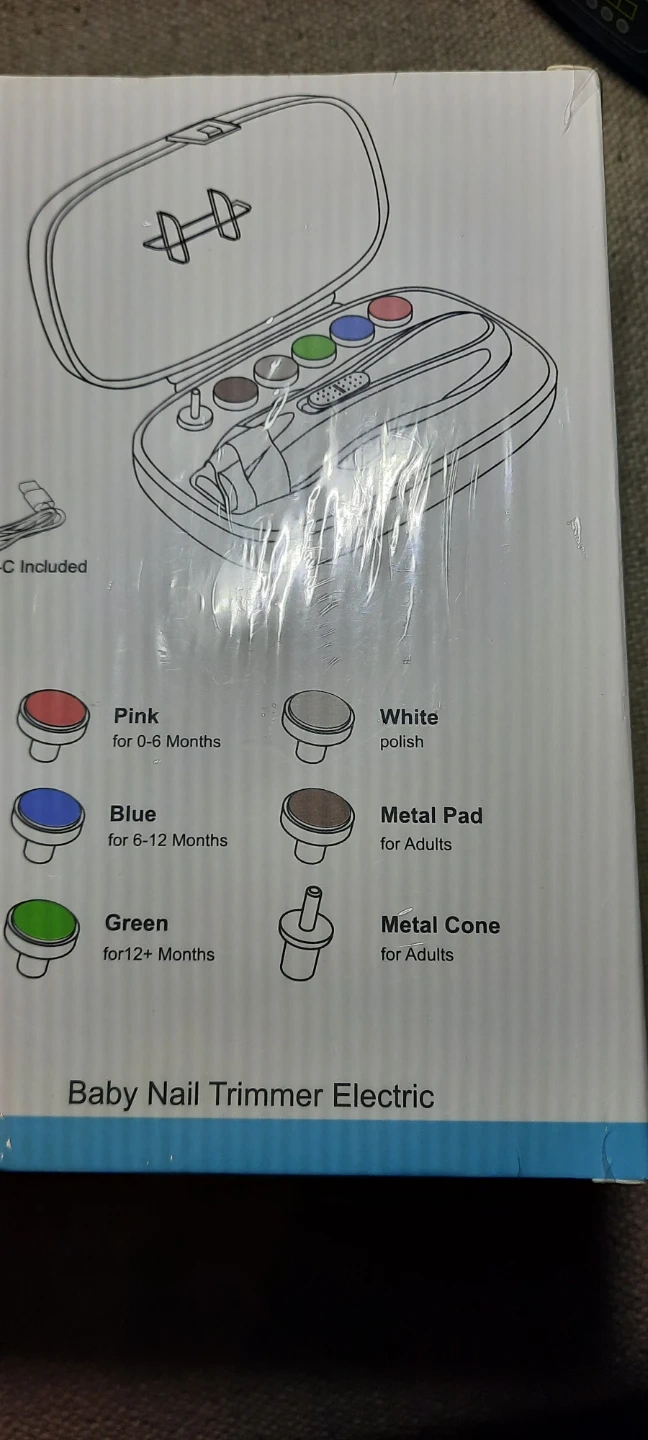 -C Included
Pink
for 0-6 Months
White
polish
Blue
for 6-12 Months
Metal Pad
for Adults
Green
for12+ Months
Metal Cone
for Adults
Baby Nail Trimmer Electric